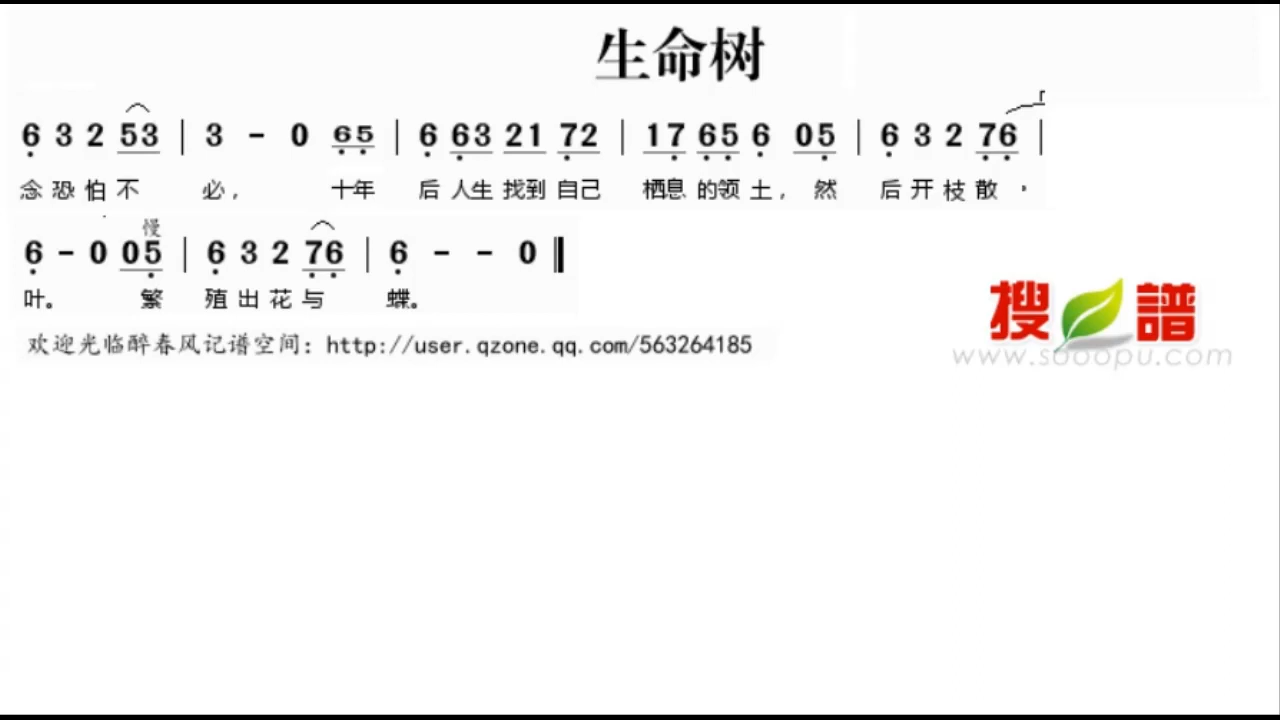 生命树
6 3 2 53 | 3 - 0 65 | 6 63 21 72 | 17 65 6 05 | 6 3 2 76 |
念恐怕不 必, 十年 后人生找到自己 栖息的领土, 然 后开枝散,
慢
6 - 0 05 | 6 3 2 76 | 6 - - 0
叶。 繁 殖出花与 蝶。
欢迎光临醉春风记谱空间: http://user.qzone.qq.com/563264185
搜 譜
www.sooopu.com